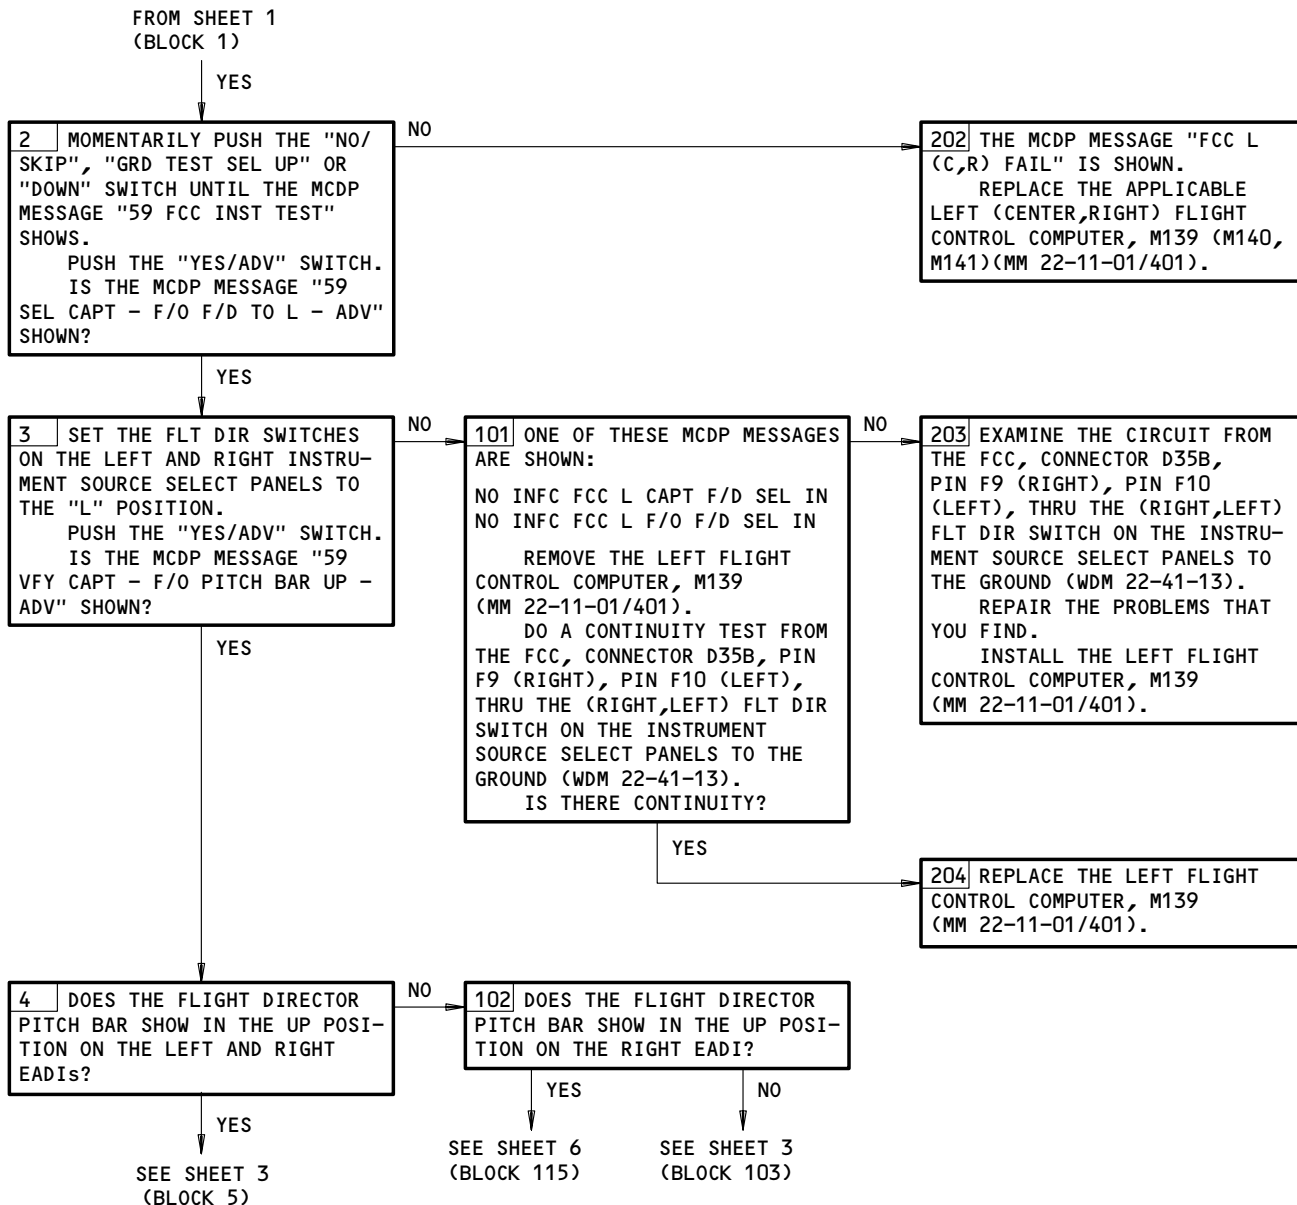 FROM SHEET 1
(BLOCK 1)
YES
2 MOMENTARILY PUSH THE "NO/
SKIP", "GRD TEST SEL UP" OR
"DOWN" SWITCH UNTIL THE MCDP
MESSAGE "59 FCC INST TEST"
SHOWS.
PUSH THE "YES/ADV" SWITCH.
IS THE MCDP MESSAGE "59
SEL CAPT - F/O F/D TO L - ADV"
SHOWN?
NO
202 THE MCDP MESSAGE "FCC L
(C,R) FAIL" IS SHOWN.
REPLACE THE APPLICABLE
LEFT (CENTER,RIGHT) FLIGHT
CONTROL COMPUTER, M139 (M140,
M141)(MM 22-11-01/401).
YES
3 SET THE FLT DIR SWITCHES
ON THE LEFT AND RIGHT INSTRU-
MENT SOURCE SELECT PANELS TO
THE "L" POSITION.
PUSH THE "YES/ADV" SWITCH.
IS THE MCDP MESSAGE "59
VFY CAPT - F/O PITCH BAR UP -
ADV" SHOWN?
NO
101 ONE OF THESE MCDP MESSAGES
ARE SHOWN:
NO INFC FCC L CAPT F/D SEL IN
NO INFC FCC L F/O F/D SEL IN
REMOVE THE LEFT FLIGHT
CONTROL COMPUTER, M139
(MM 22-11-01/401).
DO A CONTINUITY TEST FROM
THE FCC, CONNECTOR D35B, PIN
F9 (RIGHT), PIN F10 (LEFT),
THRU THE (RIGHT,LEFT) FLT DIR
SWITCH ON THE INSTRUMENT
SOURCE SELECT PANELS TO THE
GROUND (WDM 22-41-13).
IS THERE CONTINUITY?
NO
203 EXAMINE THE CIRCUIT FROM
THE FCC, CONNECTOR D35B,
PIN F9 (RIGHT), PIN F10
(LEFT), THRU THE (RIGHT,LEFT)
FLT DIR SWITCH ON THE INSTRU-
MENT SOURCE SELECT PANELS TO
THE GROUND (WDM 22-41-13).
REPAIR THE PROBLEMS THAT
YOU FIND.
INSTALL THE LEFT FLIGHT
CONTROL COMPUTER, M139
(MM 22-11-01/401).
YES
YES
204 REPLACE THE LEFT FLIGHT
CONTROL COMPUTER, M139
(MM 22-11-01/401).
4 DOES THE FLIGHT DIRECTOR
PITCH BAR SHOW IN THE UP POSI-
TION ON THE LEFT AND RIGHT
EADIs?
NO
102 DOES THE FLIGHT DIRECTOR
PITCH BAR SHOW IN THE UP POSI-
TION ON THE RIGHT EADI?
YES
YES
NO
SEE SHEET 3
(BLOCK 5)
SEE SHEET 6
(BLOCK 115)
SEE SHEET 3
(BLOCK 103)